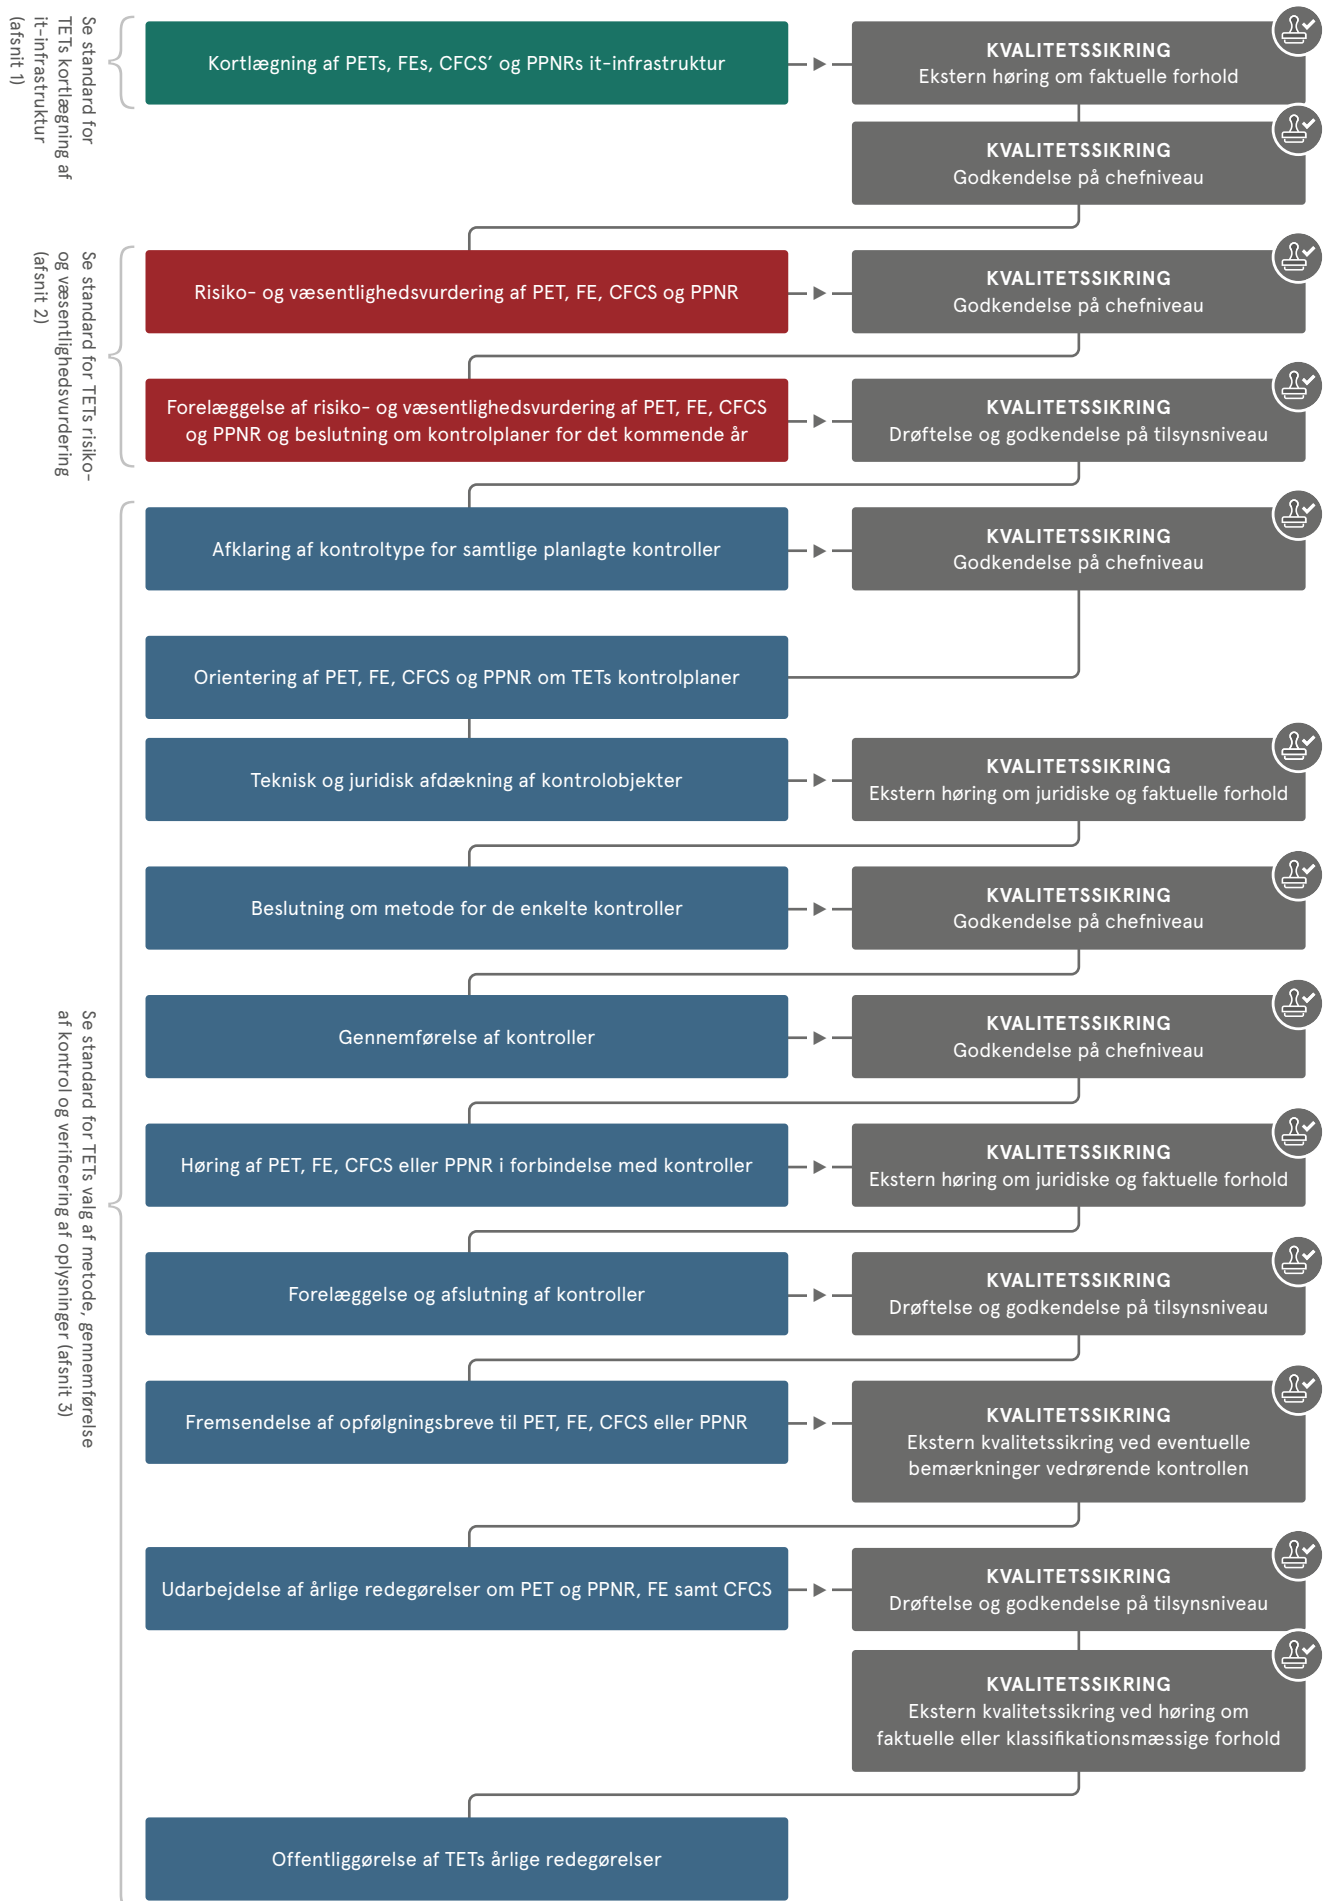 Se standard for
TETs kortlægning af
it-infrastruktur
(afsnit 1)
Kortlægning af PETs, FEs, CFCS’ og PPNRs it-infrastruktur
KVALITETSSIKRING
Ekstern høring om faktuelle forhold
KVALITETSSIKRING
Godkendelse på chefniveau
Se standard for TETs risiko-
og væsentlighedsvurdering
(afsnit 2)
Risiko- og væsentlighedsvurdering af PET, FE, CFCS og PPNR
KVALITETSSIKRING
Godkendelse på chefniveau
Forelæggelse af risiko- og væsentlighedsvurdering af PET, FE, CFCS
og PPNR og beslutning om kontrolplaner for det kommende år
KVALITETSSIKRING
Drøftelse og godkendelse på tilsynsniveau
Se standard for TETs valg af metode, gennemførelse
af kontrol og verificering af oplysninger (afsnit 3)
Afklaring af kontroltype for samtlige planlagte kontroller
KVALITETSSIKRING
Godkendelse på chefniveau
Orientering af PET, FE, CFCS og PPNR om TETs kontrolplaner
Teknisk og juridisk afdækning af kontrolobjekter
KVALITETSSIKRING
Ekstern høring om juridiske og faktuelle forhold
Beslutning om metode for de enkelte kontroller
KVALITETSSIKRING
Godkendelse på chefniveau
Gennemførelse af kontroller
KVALITETSSIKRING
Godkendelse på chefniveau
Høring af PET, FE, CFCS eller PPNR i forbindelse med kontroller
KVALITETSSIKRING
Ekstern høring om juridiske og faktuelle forhold
Forelæggelse og afslutning af kontroller
KVALITETSSIKRING
Drøftelse og godkendelse på tilsynsniveau
Fremsendelse af opfølgningsbreve til PET, FE, CFCS eller PPNR
KVALITETSSIKRING
Ekstern kvalitetssikring ved eventuelle
bemærkninger vedrørende kontrollen
Udarbejdelse af årlige redegørelser om PET og PPNR, FE samt CFCS
KVALITETSSIKRING
Drøftelse og godkendelse på tilsynsniveau
KVALITETSSIKRING
Ekstern kvalitetssikring ved høring om
faktuelle eller klassifikationsmæssige forhold
Offentliggørelse af TETs årlige redegørelser